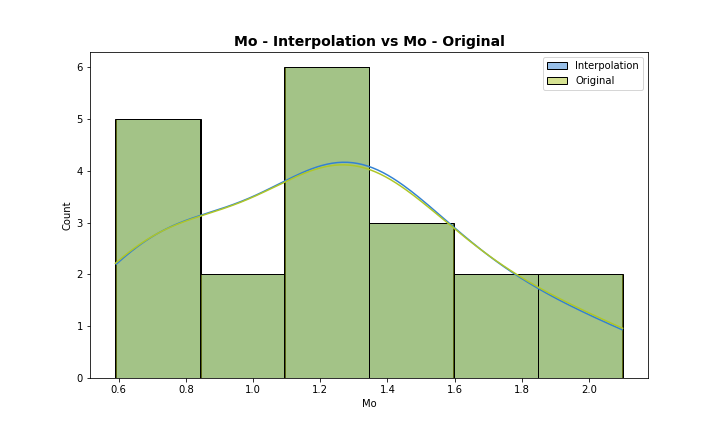 Mo - Interpolation vs Mo - Original
Interpolation
Original
6
5
4
3
2
1
0
Count
0.6 0.8 1.0 1.2 1.4 1.6 1.8 2.0
Mo